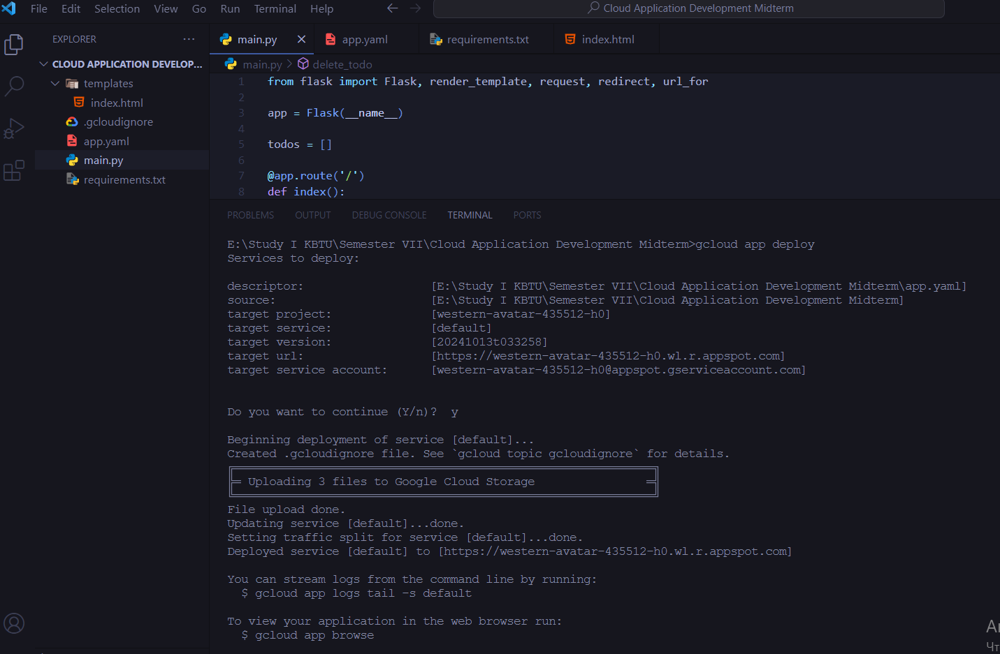 File Edit Selection View Go Run Terminal Help
Cloud Application Development Midterm
EXPLORER
CLOUD APPLICATION DEVELOP...
templates
index.html
.gcloudignore
app.yaml
main.py
requirements.txt
main.py app.yaml requirements.txt index.html
main.py > delete_todo
1 from flask import Flask, render_template, request, redirect, url_for
2
3 app = Flask(__name__)
4
5 todos = []
6
7 @app.route('/')
8 def index():
PROBLEMS OUTPUT DEBUG CONSOLE TERMINAL PORTS
E:\Study I KBTU\Semester VII\Cloud Application Development Midterm>gcloud app deploy
Services to deploy:
descriptor: [E:\Study I KBTU\Semester VII\Cloud Application Development Midterm\app.yaml]
source: [E:\Study I KBTU\Semester VII\Cloud Application Development Midterm]
target project: [western-avatar-435512-h0]
target service: [default]
target version: [20241013t033258]
target url: [https://western-avatar-435512-h0.wl.r.appspot.com]
target service account: [western-avatar-435512-h0@appspot.gserviceaccount.com]
Do you want to continue (Y/n)? y
Beginning deployment of service [default]...
Created .gcloudignore file. See `gcloud topic gcloudignore` for details.
Uploading 3 files to Google Cloud Storage
File upload done.
Updating service [default]...done.
Setting traffic split for service [default]...done.
Deployed service [default] to [https://western-avatar-435512-h0.wl.r.appspot.com]
You can stream logs from the command line by running:
$ gcloud app logs tail -s default
To view your application in the web browser run:
$ gcloud app browse